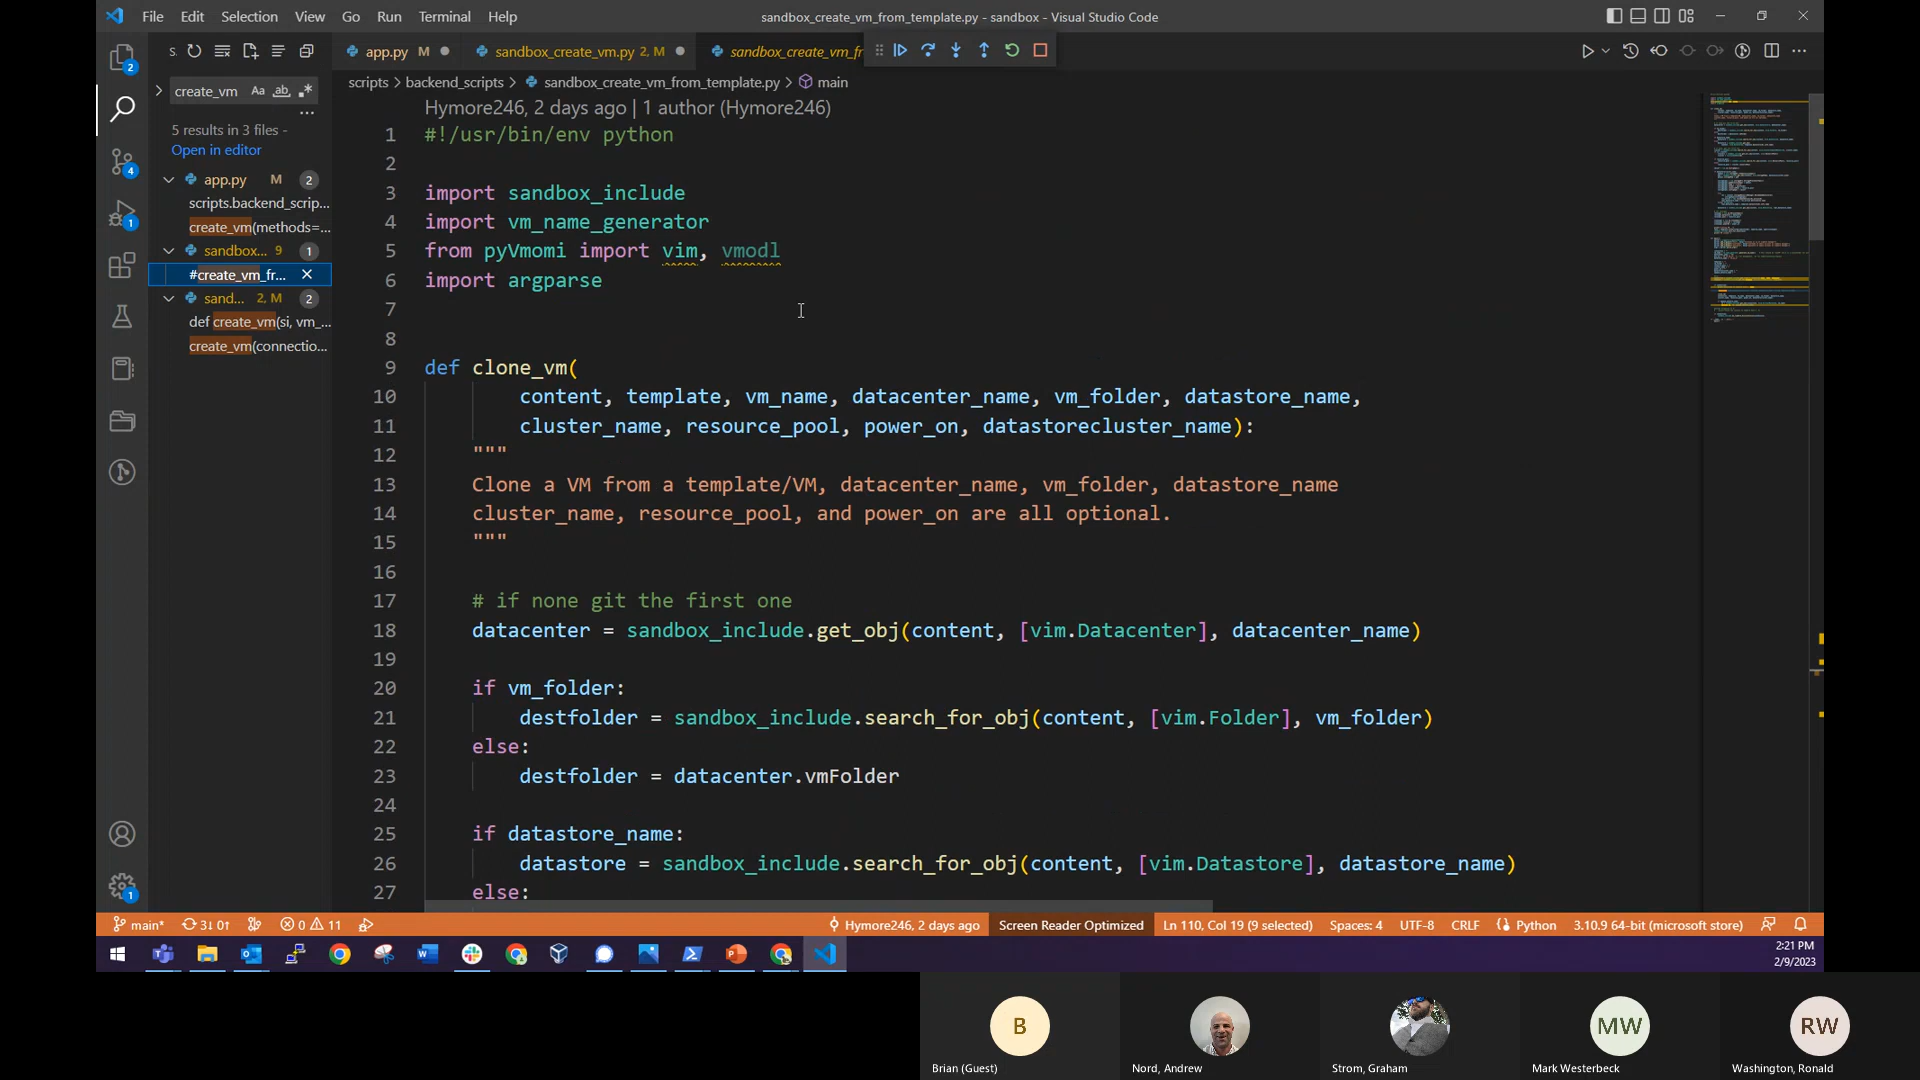 File Edit Selection View Go Run Terminal Help
sandbox_create_vm_from_template.py - sandbox - Visual Studio Code
S.
app.py M
sandbox_create_vm.py 2, M
sandbox_create_vm_fr
create_vm Aa ab
scripts > backend_scripts > sandbox_create_vm_from_template.py > main
5 results in 3 files -
Open in editor
app.py M 2
scripts.backend_scrip...
create_vm(methods=...
sandbox... 9 1
#create_vm_fr...
sand... 2, M 2
def create_vm(si, vm_...
create_vm(connectio...
2
4
1
1
Hymore246, 2 days ago | 1 author (Hymore246)
1 #!/usr/bin/env python
2
3 import sandbox_include
4 import vm_name_generator
5 from pyVmomi import vim, vmodl
6 import argparse
7
8
9 def clone_vm(
10 content, template, vm_name, datacenter_name, vm_folder, datastore_name,
11 cluster_name, resource_pool, power_on, datastorecluster_name):
12 """
13 Clone a VM from a template/VM, datacenter_name, vm_folder, datastore_name
14 cluster_name, resource_pool, and power_on are all optional.
15 """
16
17 # if none git the first one
18 datacenter = sandbox_include.get_obj(content, [vim.Datacenter], datacenter_name)
19
20 if vm_folder:
21 destfolder = sandbox_include.search_for_obj(content, [vim.Folder], vm_folder)
22 else:
23 destfolder = datacenter.vmFolder
24
25 if datastore_name:
26 datastore = sandbox_include.search_for_obj(content, [vim.Datastore], datastore_name)
27 else:
main* 3↓ 0↑ 0 11 Hymore246, 2 days ago Screen Reader Optimized Ln 110, Col 19 (9 selected) Spaces: 4 UTF-8 CRLF Python 3.10.9 64-bit (microsoft store)
2:21 PM
2/9/2023
B MW RW
Brian (Guest) Nord, Andrew Strom, Graham Mark Westerbeck Washington, Ronald